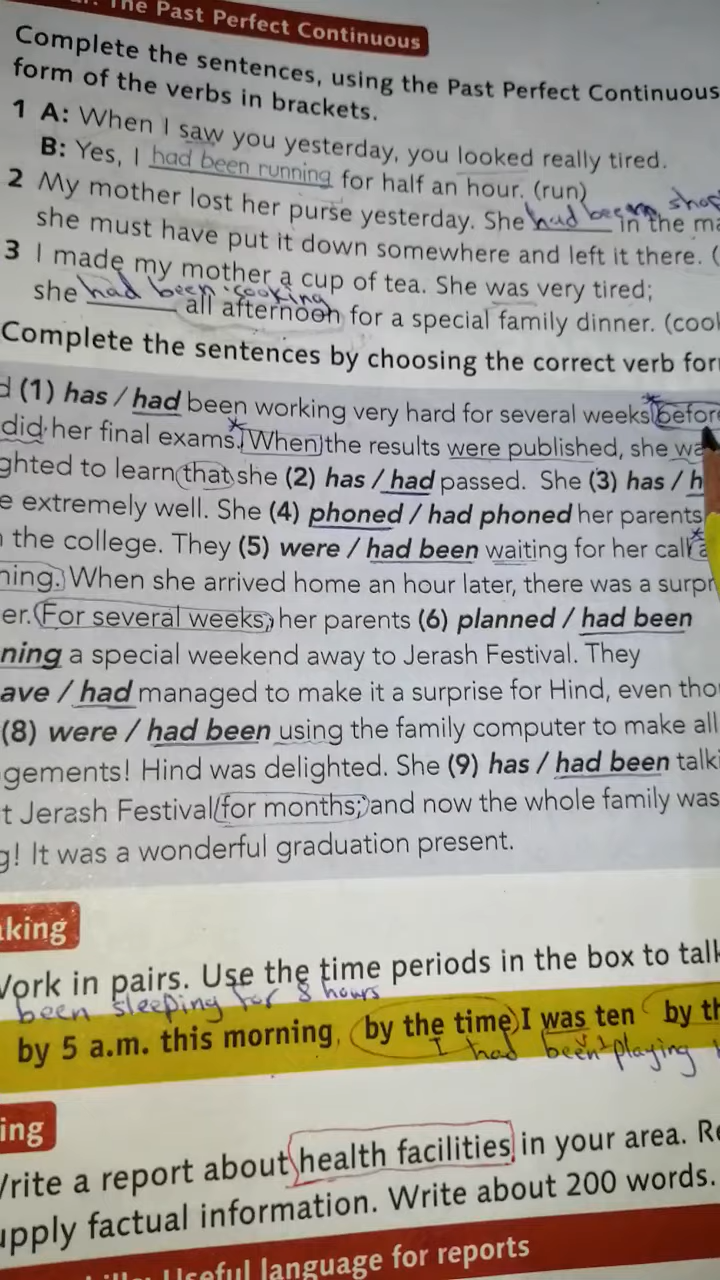 The Past Perfect Continuous
Complete the sentences, using the Past Perfect Continuous
form of the verbs in brackets.
1 A: When I saw you yesterday, you looked really tired.
B: Yes, I had been running for half an hour. (run)
2 My mother lost her purse yesterday. She had been shop in the ma
she must have put it down somewhere and left it there. (
3 I made my mother a cup of tea. She was very tired;
she had been cooking all afternoon for a special family dinner. (cook
Complete the sentences by choosing the correct verb for
d (1) has / had been working very hard for several weeks before
did her final exams. When the results were published, she wa
ghted to learn that she (2) has / had passed. She (3) has / h
e extremely well. She (4) phoned / had phoned her parents
the college. They (5) were / had been waiting for her call a
ning. When she arrived home an hour later, there was a surpr
er. For several weeks, her parents (6) planned / had been
ning a special weekend away to Jerash Festival. They
ave / had managed to make it a surprise for Hind, even tho
(8) were / had been using the family computer to make all
gements! Hind was delighted. She (9) has / had been talki
t Jerash Festival for months; and now the whole family was
g! It was a wonderful graduation present.
king
Work in pairs. Use the time periods in the box to talk
been sleeping for 8 hours
by 5 a.m. this morning, by the time I was ten by th
I had been playing
ing
Write a report about health facilities in your area. Re
upply factual information. Write about 200 words.
Useful language for reports